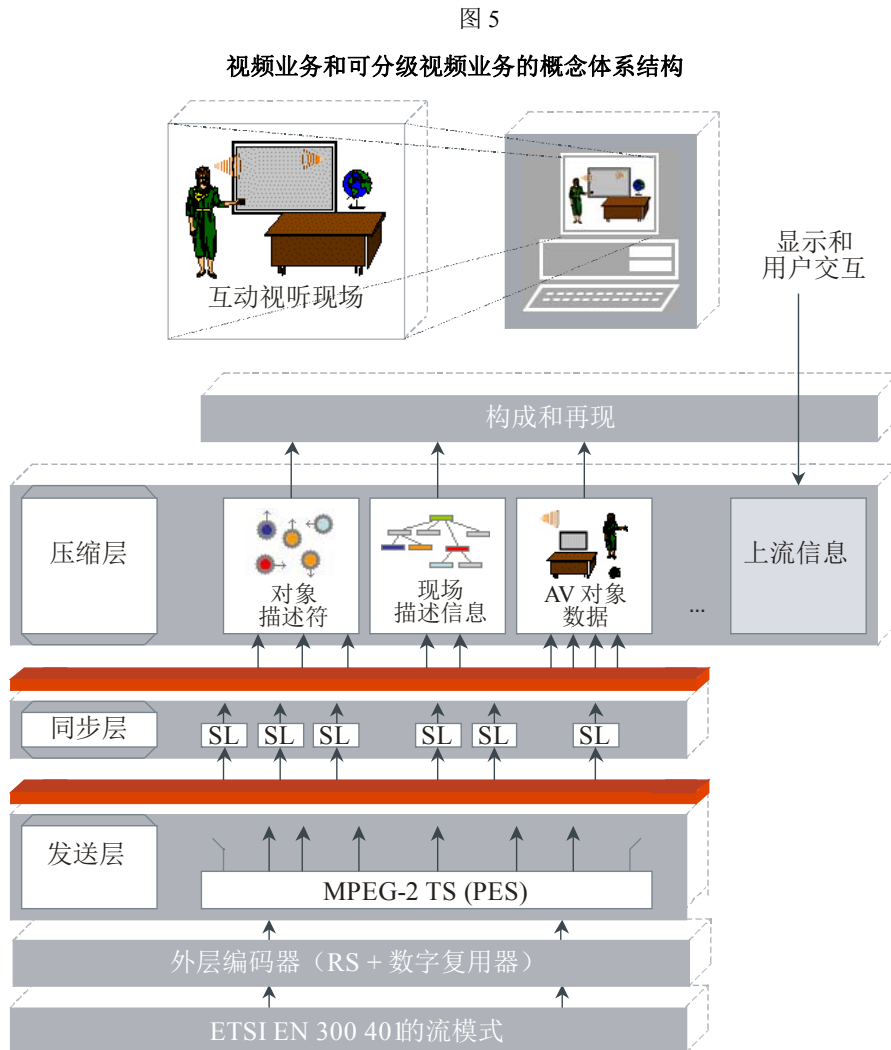 图 5
视频业务和可分级视频业务的概念体系结构
互动视听现场
显示和
用户交互
构成和再现
压缩层
对象
描述符
现场
描述信息
AV 对象
数据
...
上流信息
同步层
SL
SL
SL
SL
SL
SL
发送层
MPEG-2 TS (PES)
外层编码器（RS + 数字复用器）
ETSI EN 300 401的流模式